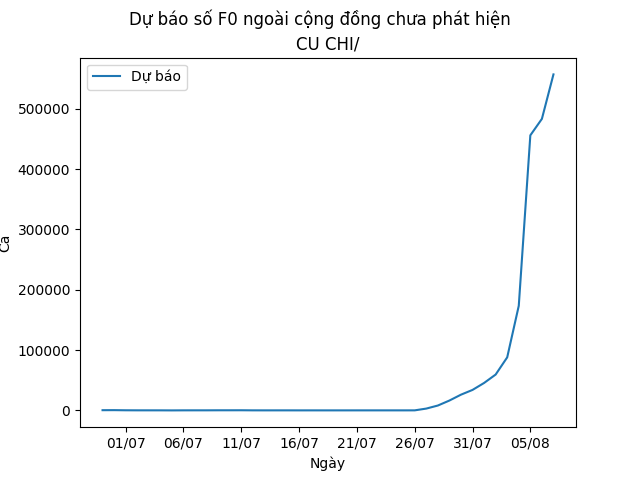 Dự báo số F0 ngoài cộng đồng chưa phát hiện
CU CHI/
Dự báo
500000
400000
300000
200000
100000
0
Ca
01/07 06/07 11/07 16/07 21/07 26/07 31/07 05/08
Ngày